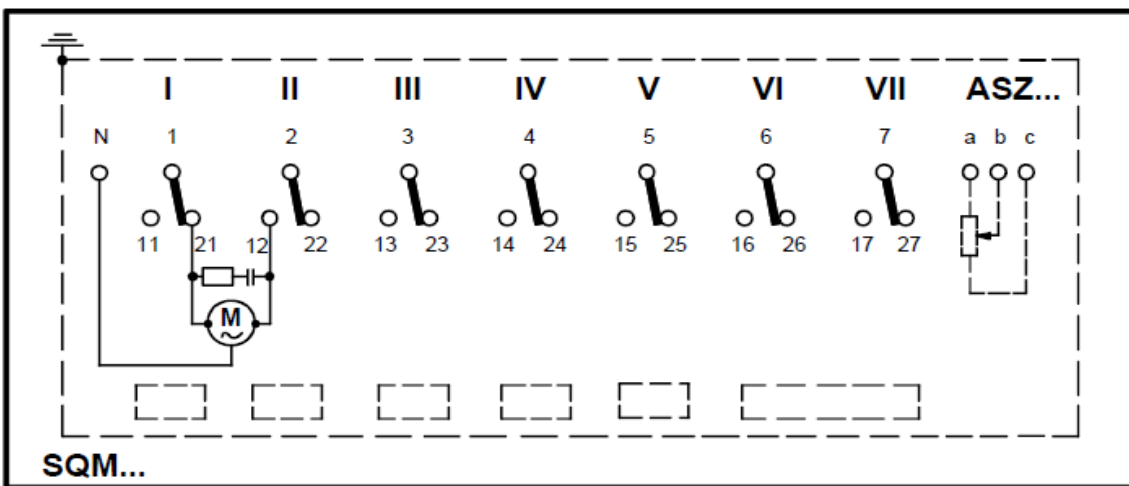 I II III IV V VI VII ASZ...
N 1 2 3 4 5 6 7 a b c
11 21 12 22 13 23 14 24 15 25 16 26 17 27
M
~
SQM...